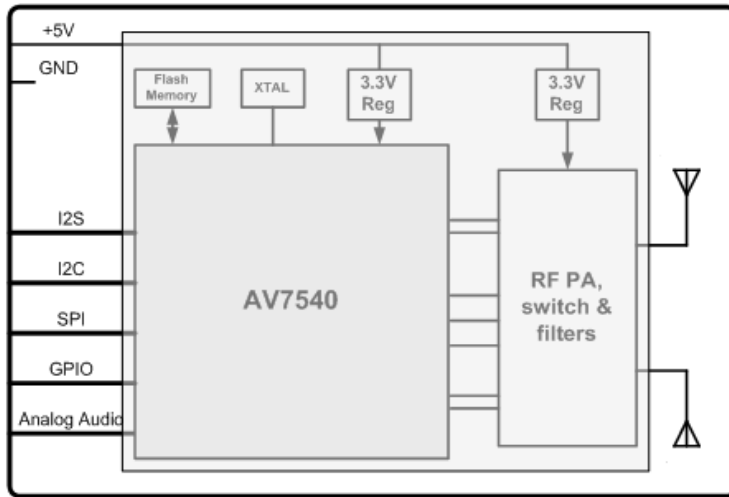 +5V
GND
Flash
Memory
XTAL
3.3V
Reg
3.3V
Reg
I2S
I2C
SPI
GPIO
Analog Audio
AV7540
RF PA,
switch &
filters